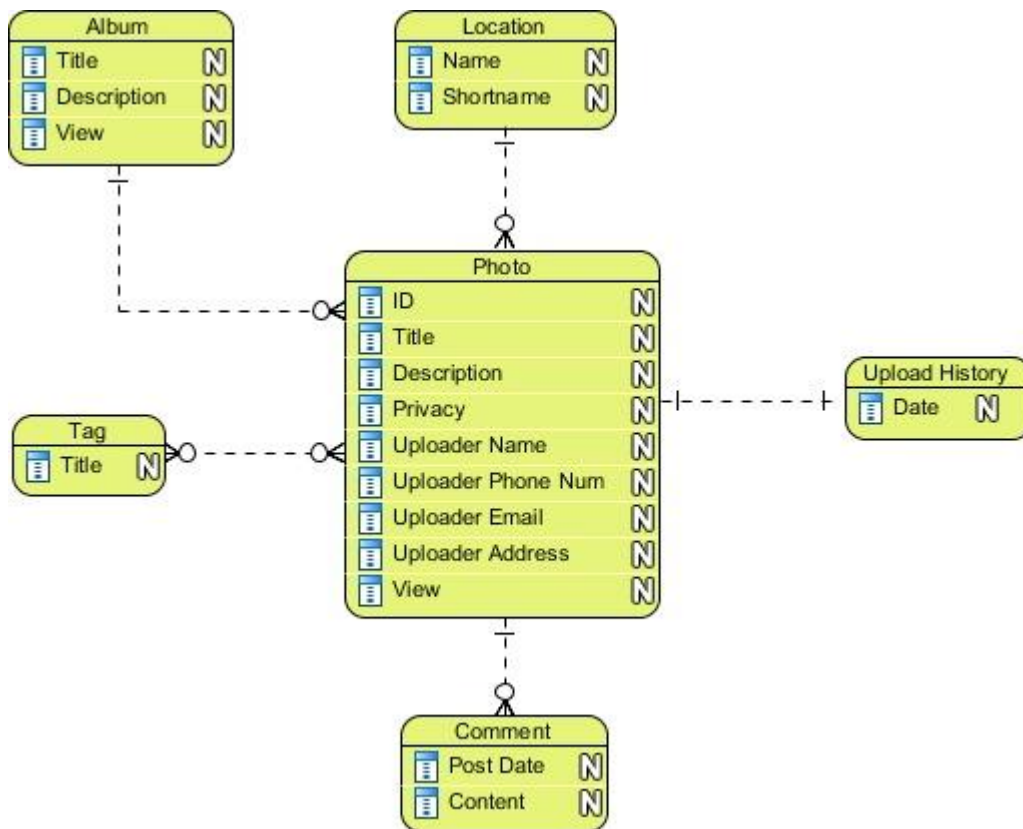 Album
Title N
Description N
View N
Location
Name N
Shortname N
Photo
ID N
Title N
Description N
Privacy N
Uploader Name N
Uploader Phone Num N
Uploader Email N
Uploader Address N
View N
Upload History
Date N
Tag
Title N
Comment
Post Date N
Content N